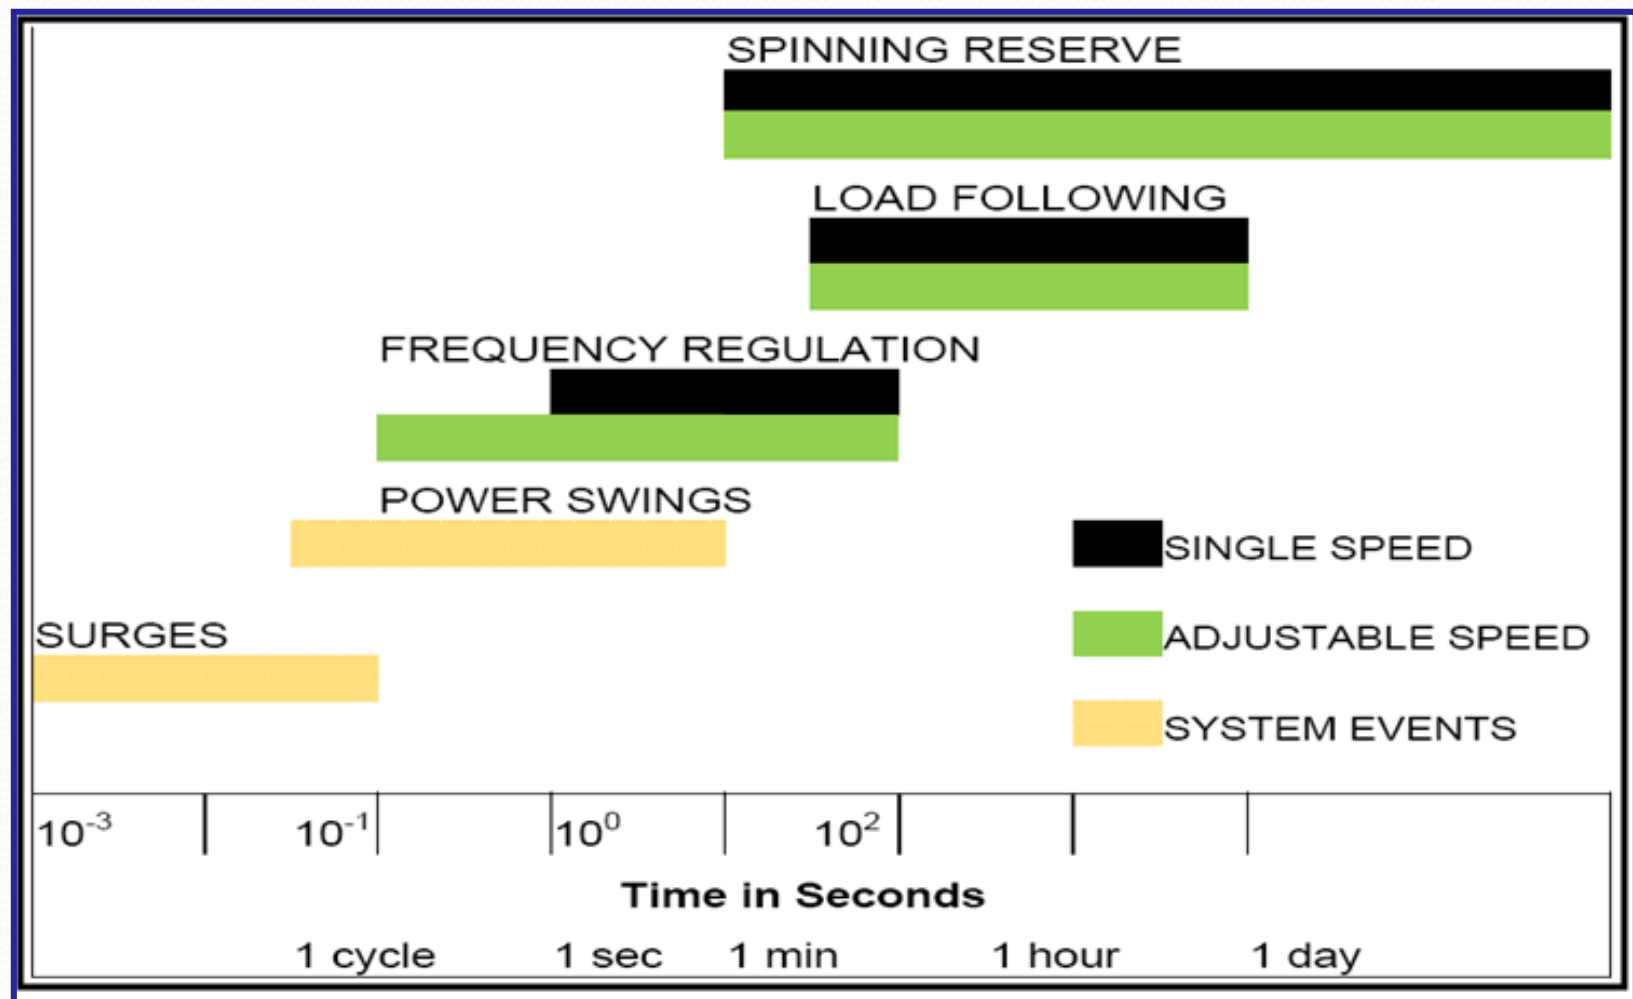 SPINNING RESERVE
LOAD FOLLOWING
FREQUENCY REGULATION
POWER SWINGS
SINGLE SPEED
SURGES
ADJUSTABLE SPEED
SYSTEM EVENTS
10⁻³ 10⁻¹ 10⁰ 10²
Time in Seconds
1 cycle 1 sec 1 min 1 hour 1 day